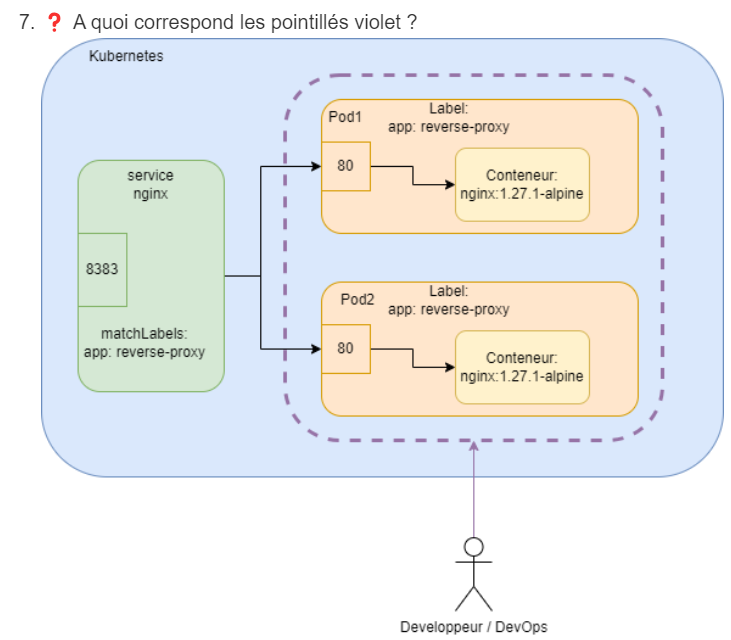 7. ❓ A quoi correspond les pointillés violet ?
Kubernetes
service
nginx
8383
matchLabels:
app: reverse-proxy
Pod1
Label:
app: reverse-proxy
80
Conteneur:
nginx:1.27.1-alpine
Pod2
Label:
app: reverse-proxy
80
Conteneur:
nginx:1.27.1-alpine
Developpeur / DevOps